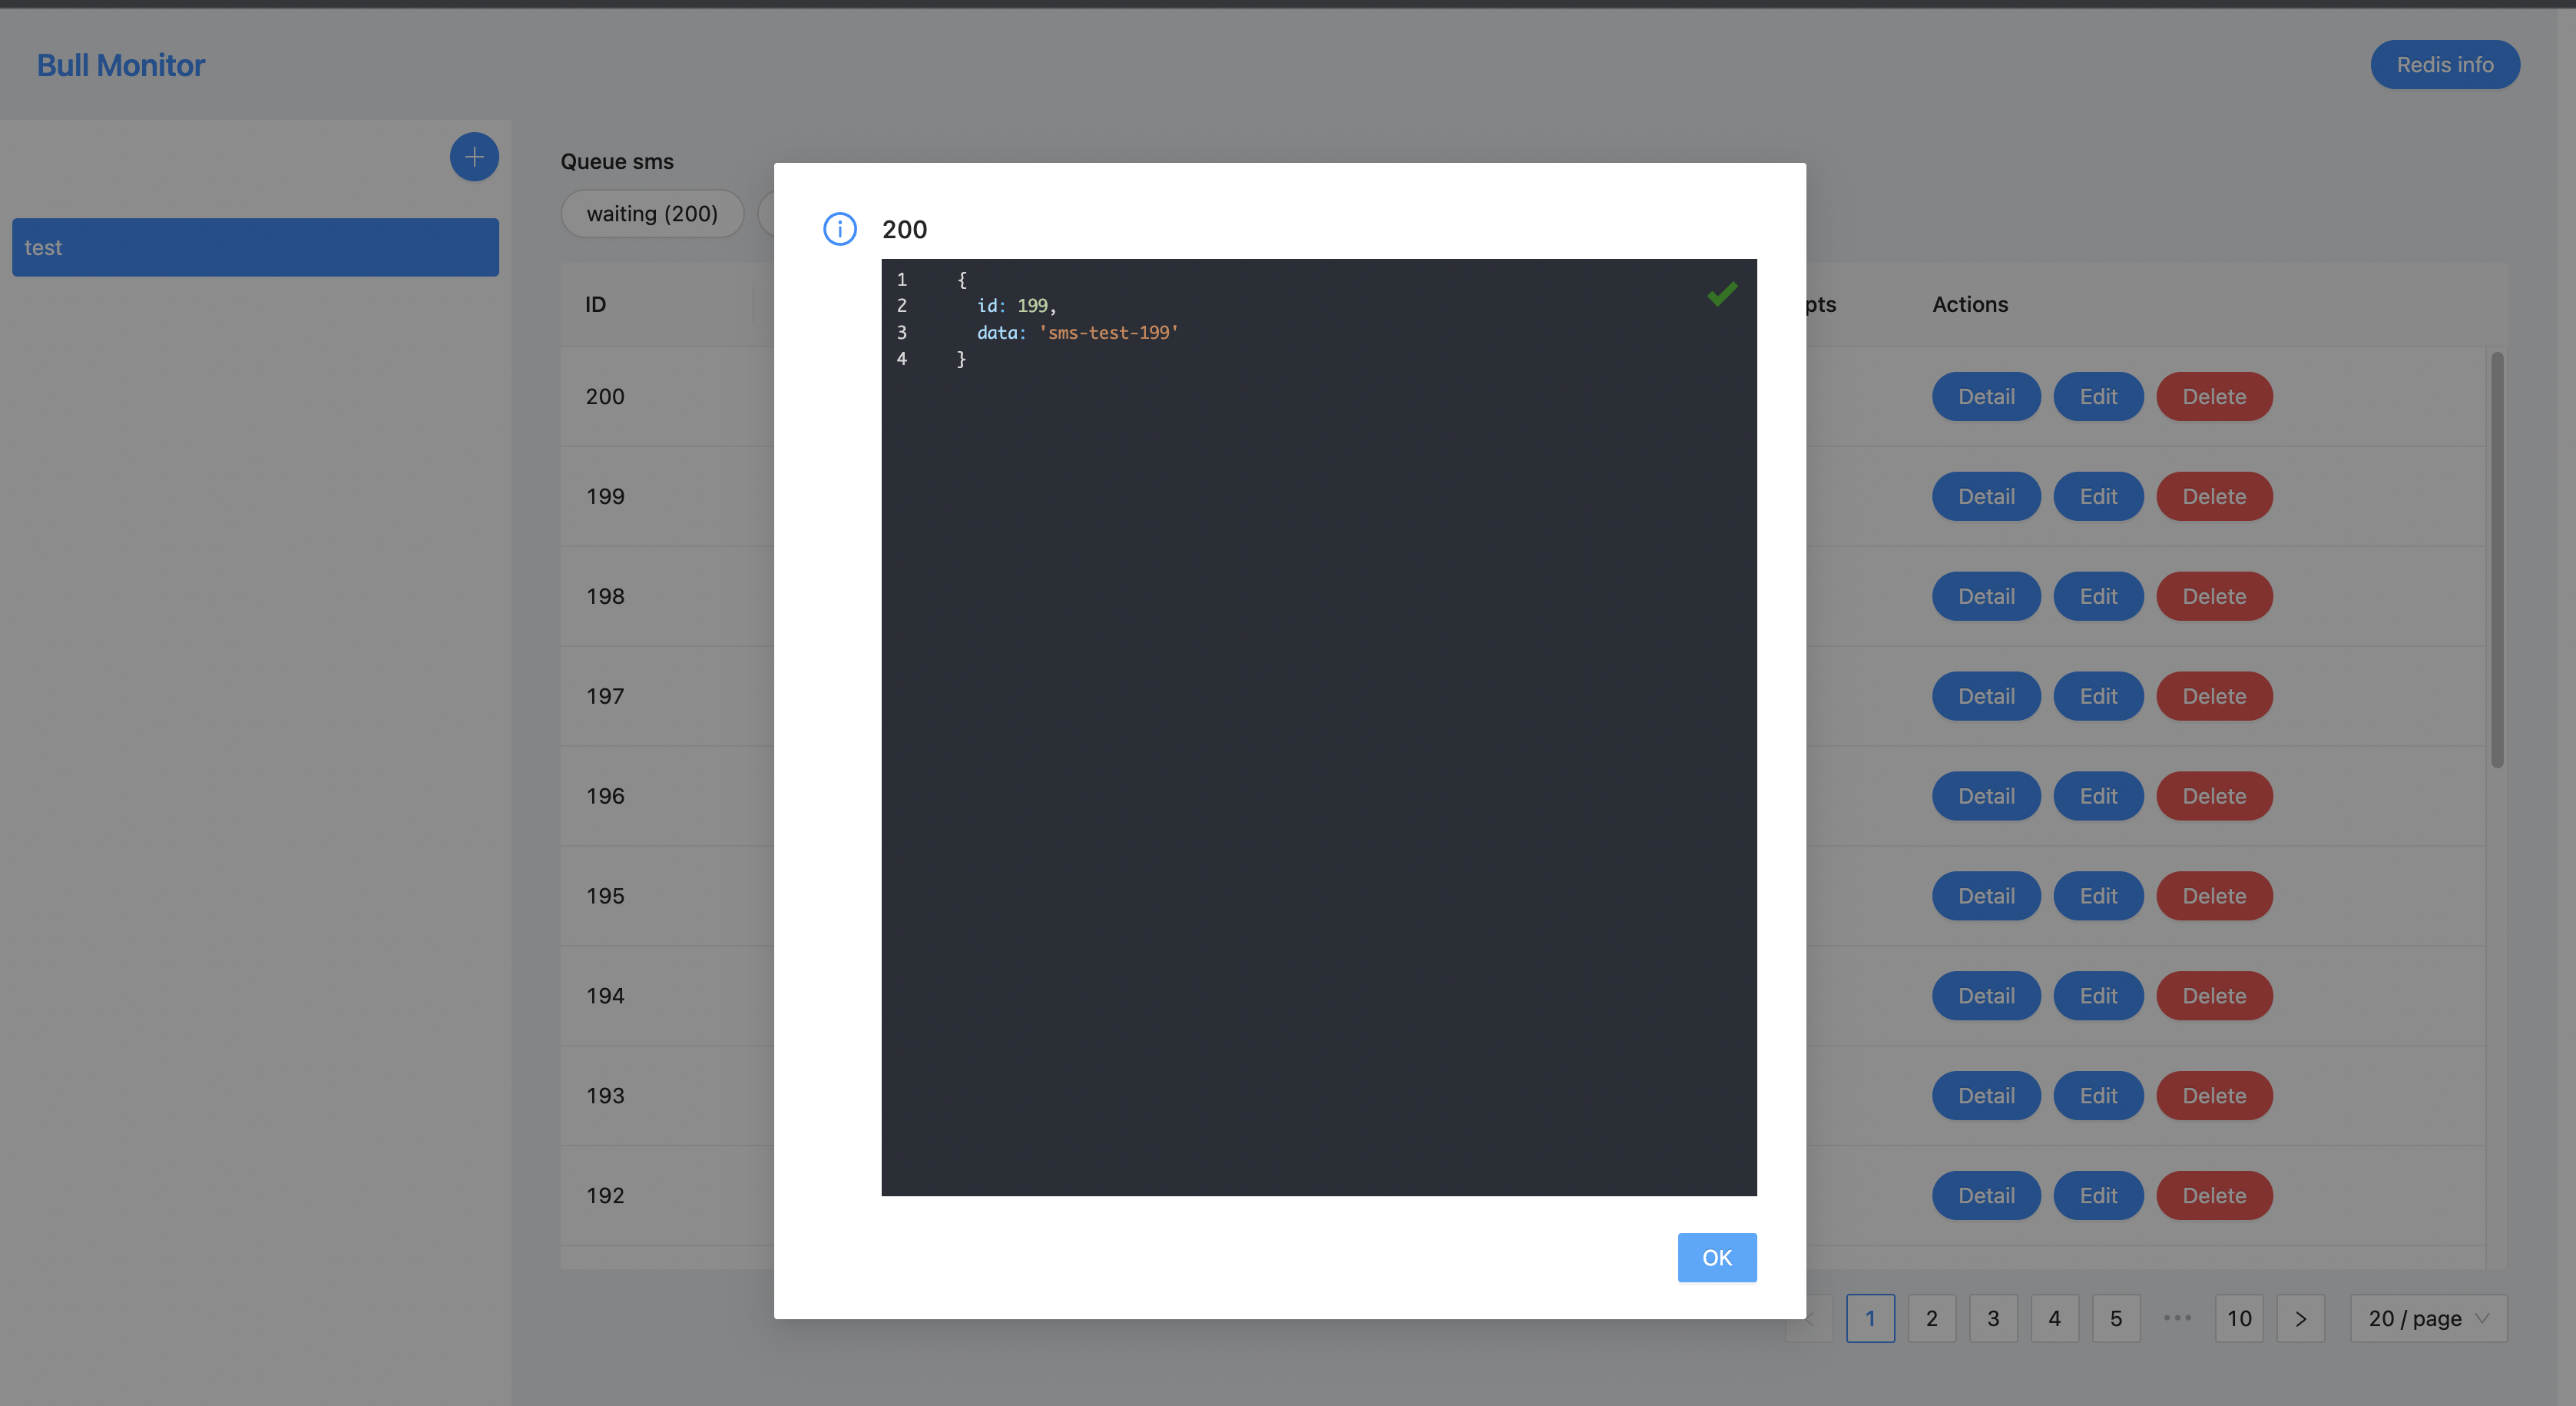 Bull Monitor
Redis info
test
Queue sms
waiting (200)
200
1 {
2 id: 199,
3 data: 'sms-test-199'
4 }
OK
ID pts Actions
200 Detail Edit Delete
199 Detail Edit Delete
198 Detail Edit Delete
197 Detail Edit Delete
196 Detail Edit Delete
195 Detail Edit Delete
194 Detail Edit Delete
193 Detail Edit Delete
192 Detail Edit Delete
1 2 3 4 5 ••• 10 > 20 / page